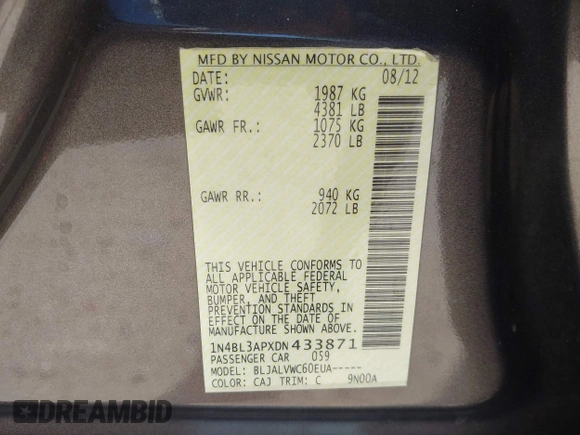 MFD BY NISSAN MOTOR CO., LTD.
DATE: 08/12
GVWR: 1987 KG
4381 LB
GAWR FR.: 1075 KG
2370 LB
GAWR RR.: 940 KG
2072 LB
THIS VEHICLE CONFORMS TO
ALL APPLICABLE FEDERAL
MOTOR VEHICLE SAFETY,
BUMPER, AND THEFT
PREVENTION STANDARDS IN
EFFECT ON THE DATE OF
MANUFACTURE SHOWN ABOVE.
1N4BL3APXDN433871
PASSENGER CAR 059
MODEL: BLJALVWC60EUA-----
COLOR: CAJ TRIM: C 9N00A
DREAMBID